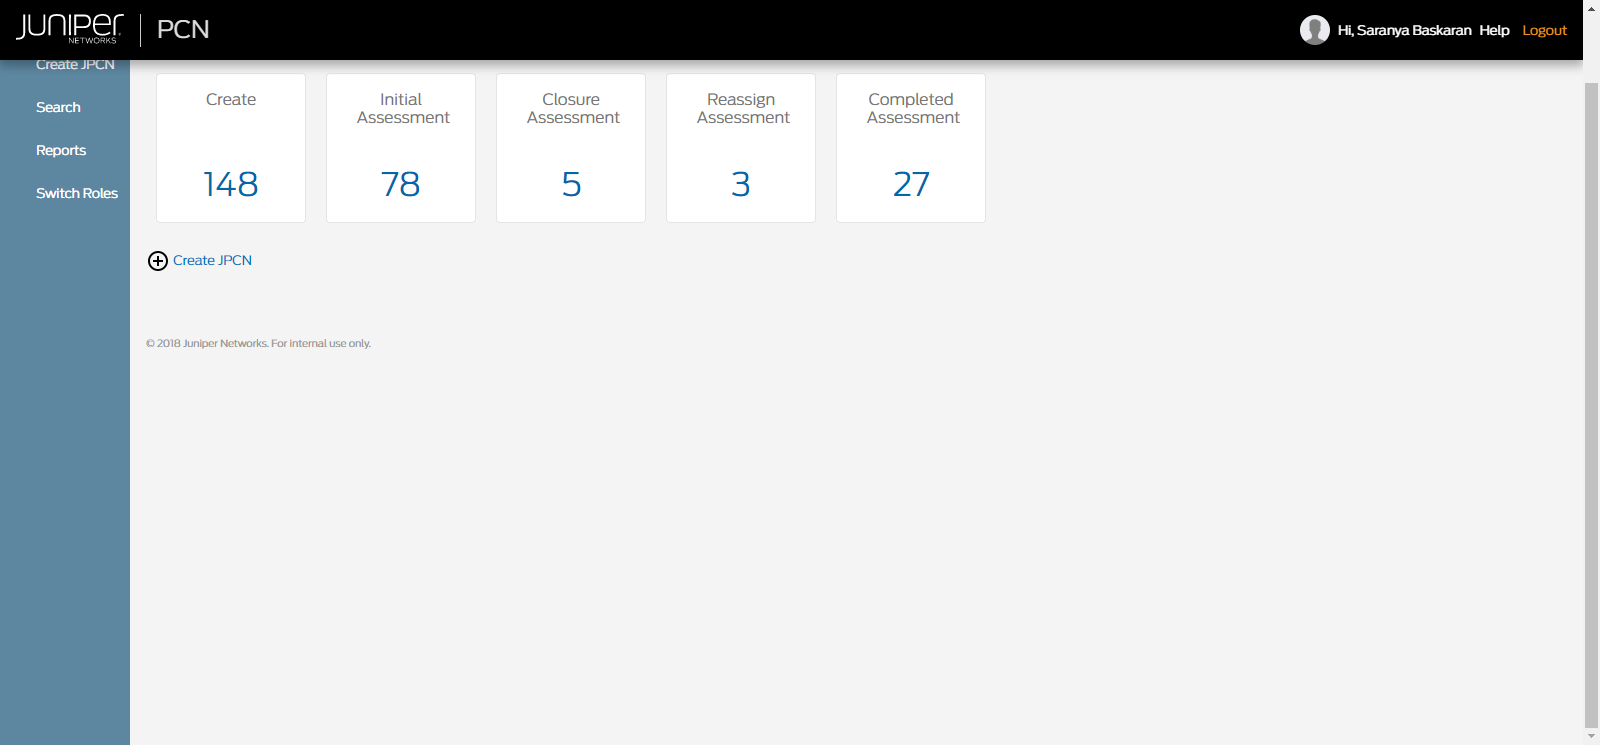 JUNIPER
NETWORKS
PCN
Hi, Saranya Baskaran Help Logout
Create JPCN
Search
Reports
Switch Roles
Create
148
Initial
Assessment
78
Closure
Assessment
5
Reassign
Assessment
3
Completed
Assessment
27
Create JPCN
© 2018 Juniper Networks. For internal use only.